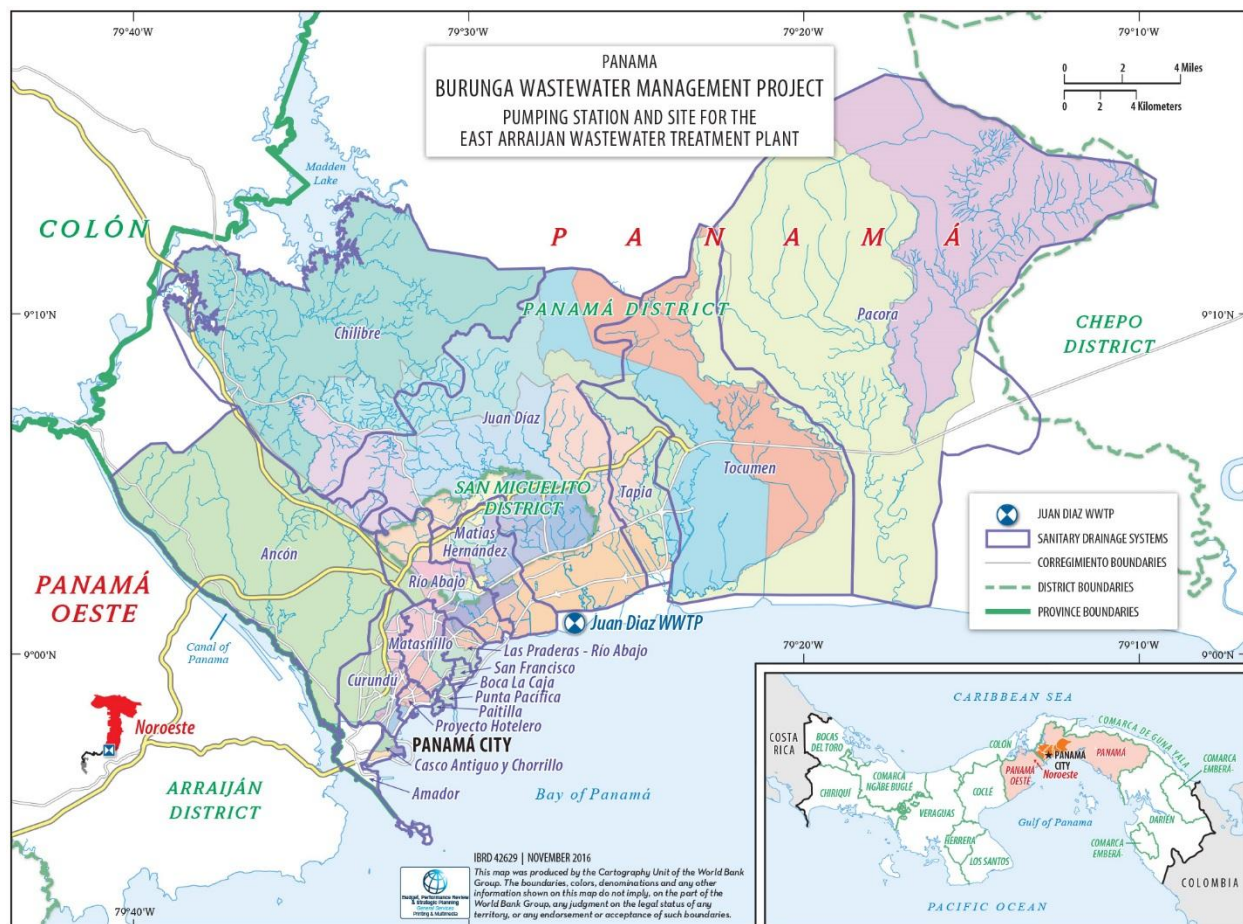 79°40'W
79°30'W
79°20'W
79°10'W
PANAMA
BURUNGA WASTEWATER MANAGEMENT PROJECT
PUMPING STATION AND SITE FOR THE
EAST ARRAIJAN WASTEWATER TREATMENT PLANT
0 2 4 Miles
0 2 4 Kilometers
Madden
Lake
COLÓN
PANAMÁ
9°10'N
9°10'N
PANAMÁ DISTRICT
Chilibre
Pacora
CHEPO
DISTRICT
Juan Díaz
Tocumen
SAN MIGUELITO
DISTRICT
Tapia
Matías
Hernández
Ancón
Río Abajo
PANAMÁ
OESTE
Canal of
Panama
Matasnillo
Curundú
Juan Diaz WWTP
Las Praderas - Río Abajo
San Francisco
Boca La Caja
Punta Pacífica
Paitilla
Proyecto Hotelero
PANAMÁ CITY
Casco Antiguo y Chorrillo
Amador
Bay of Panamá
9°00'N
Noroeste
ARRAIJÁN
DISTRICT
JUAN DIAZ WWTP
SANITARY DRAINAGE SYSTEMS
CORREGIMIENTO BOUNDARIES
DISTRICT BOUNDARIES
PROVINCE BOUNDARIES
79°20'W
79°10'W
9°00'N
CARIBBEAN SEA
COSTA
RICA
BOCAS
DEL TORO
CHIRIQUÍ
COMARCA
NGÄBE BUGLÉ
VERAGUAS
HERRERA
LOS SANTOS
COCLÉ
COLÓN
PANAMÁ
OESTE
PANAMÁ
CITY
Noroeste
PANAMÁ
COMARCA DE GUNA YALA
COMARCA
EMBERÁ
DARIÉN
COMARCA
EMBERÁ
Gulf of Panama
COLOMBIA
PACIFIC OCEAN
79°40'W
IBRD 42629 | NOVEMBER 2016
This map was produced by the Cartography Unit of the World Bank
Group. The boundaries, colors, denominations and any other
information shown on this map do not imply, on the part of the
World Bank Group, any judgment on the legal status of any
territory, or any endorsement or acceptance of such boundaries.
Budget, Performance Review
& Strategic Planning
General Services
Printing & Multimedia